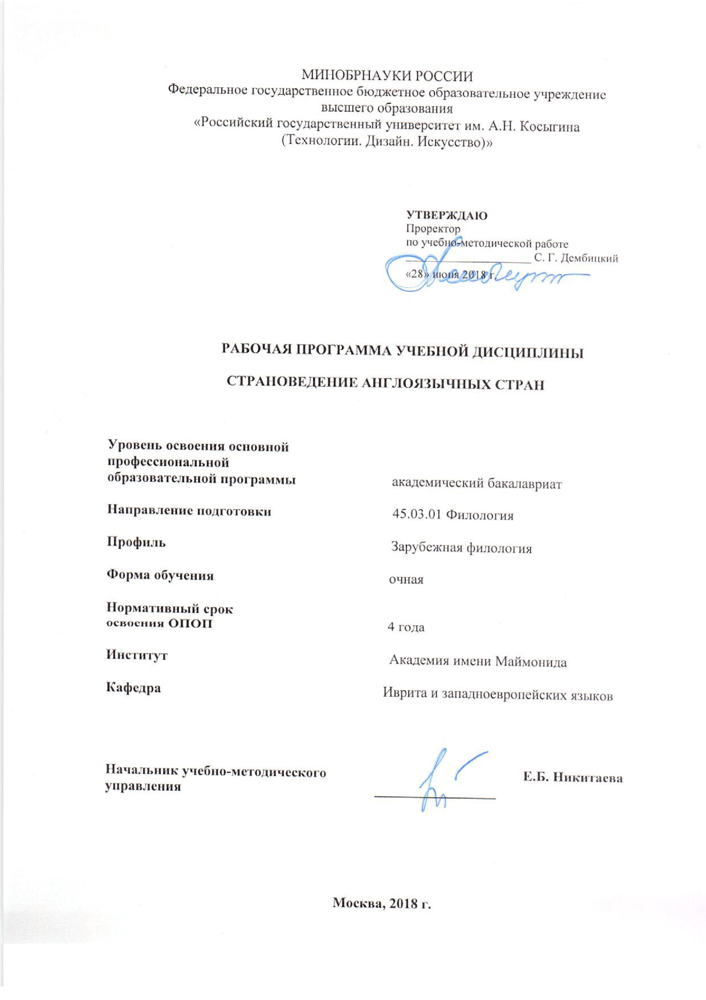 МИНОБРНАУКИ РОССИИ
Федеральное государственное бюджетное образовательное учреждение
высшего образования
«Российский государственный университет им. А.Н. Косыгина
(Технологии. Дизайн. Искусство)»
УТВЕРЖДАЮ
Проректор
по учебно-методической работе
С. Г. Дембицкий
«28» июня 2018 г.
РАБОЧАЯ ПРОГРАММА УЧЕБНОЙ ДИСЦИПЛИНЫ
СТРАНОВЕДЕНИЕ АНГЛОЯЗЫЧНЫХ СТРАН
Уровень освоения основной
профессиональной
образовательной программы академический бакалавриат
Направление подготовки 45.03.01 Филология
Профиль Зарубежная филология
Форма обучения очная
Нормативный срок
освоения ОПОП 4 года
Институт Академия имени Маймонида
Кафедра Иврита и западноевропейских языков
Начальник учебно-методического Е.Б. Никитаева
управления
Москва, 2018 г.